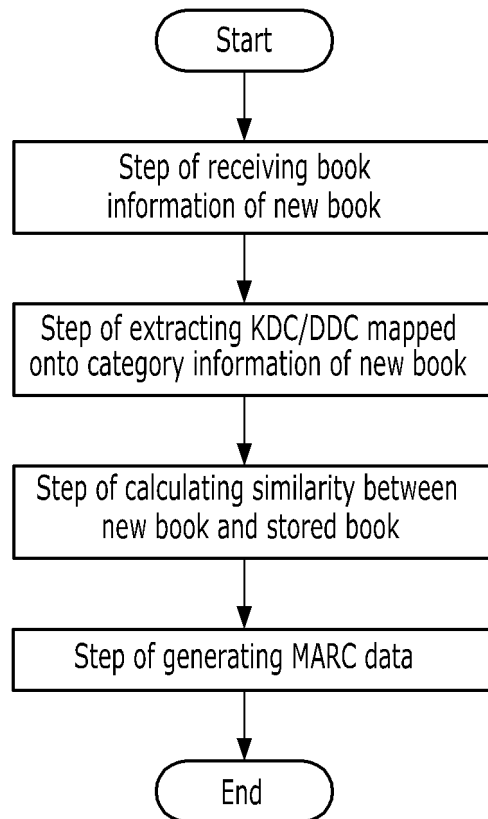 Start
Step of receiving book
information of new book
Step of extracting KDC/DDC mapped
onto category information of new book
Step of calculating similarity between
new book and stored book
Step of generating MARC data
End